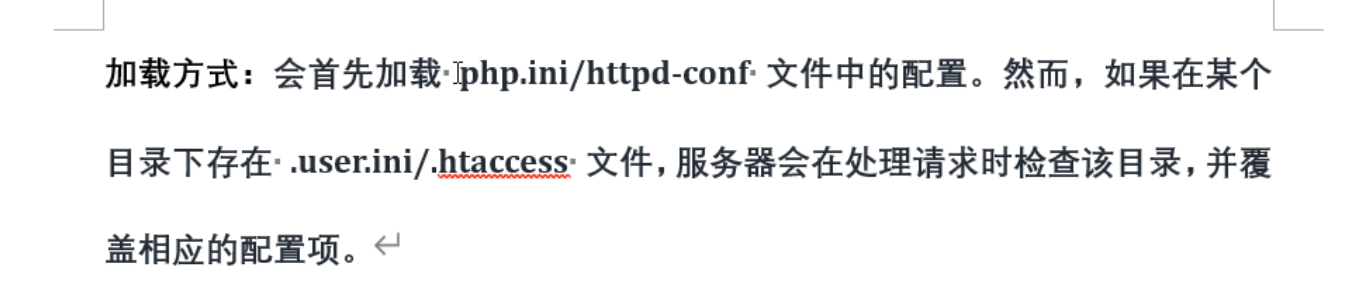 加载方式：会首先加载 php.ini/httpd-conf 文件中的配置。然而，如果在某个
目录下存在 .user.ini/.htaccess 文件，服务器会在处理请求时检查该目录，并覆
盖相应的配置项。